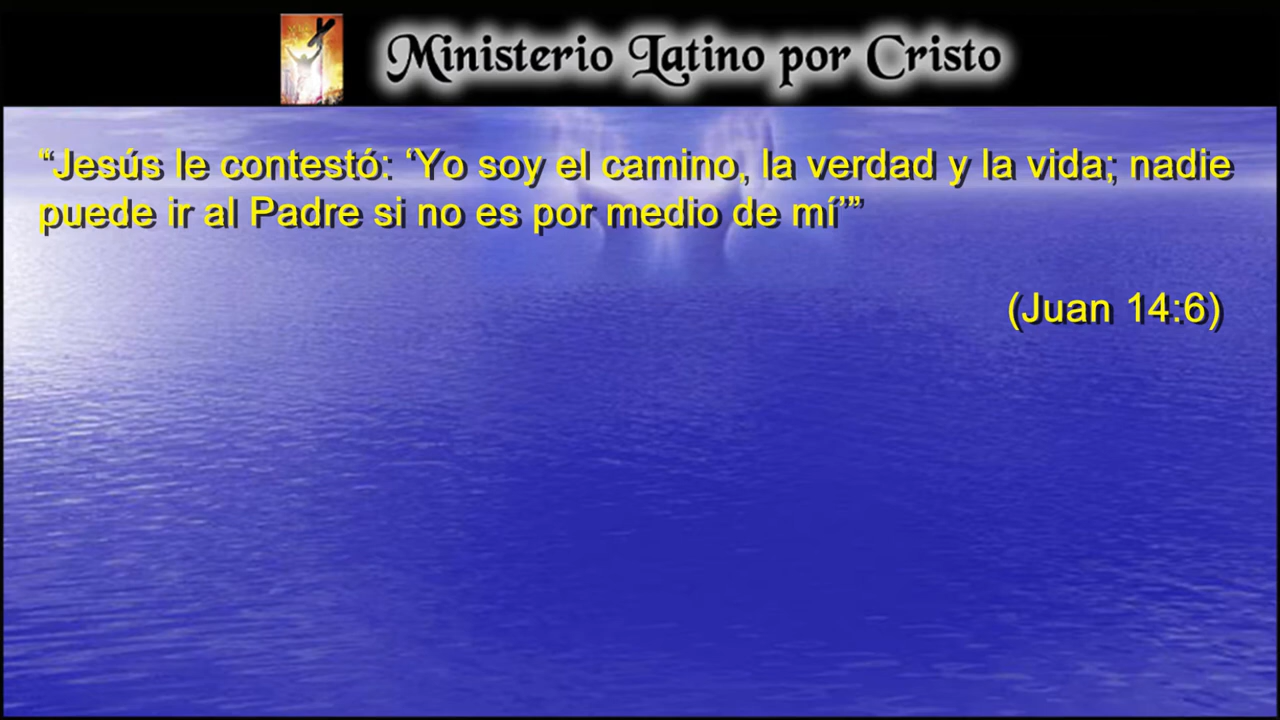 Ministerio Latino por Cristo
“Jesús le contestó: ‘Yo soy el camino, la verdad y la vida; nadie
puede ir al Padre si no es por medio de mí’”
(Juan 14:6)